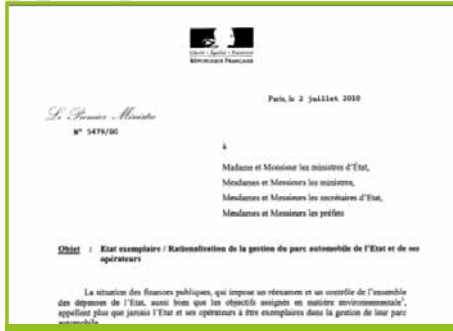 Liberté • Égalité • Fraternité
RÉPUBLIQUE FRANÇAISE
Paris, le 2 juillet 2010
Le Premier Ministre
N° 5479/SG
à
Madame et Monsieur les ministres d'État,
Mesdames et Messieurs les ministres,
Mesdames et Messieurs les secrétaires d'Etat,
Mesdames et Messieurs les préfets
Objet : Etat exemplaire / Rationalisation de la gestion du parc automobile de l'Etat et de ses
opérateurs
La situation des finances publiques, qui impose un réexamen et un contrôle de l'ensemble
des dépenses de l'Etat, aussi bien que les objectifs assignés en matière environnementale¹,
appellent plus que jamais l'Etat et ses opérateurs à être exemplaires dans la gestion de leur parc
automobile